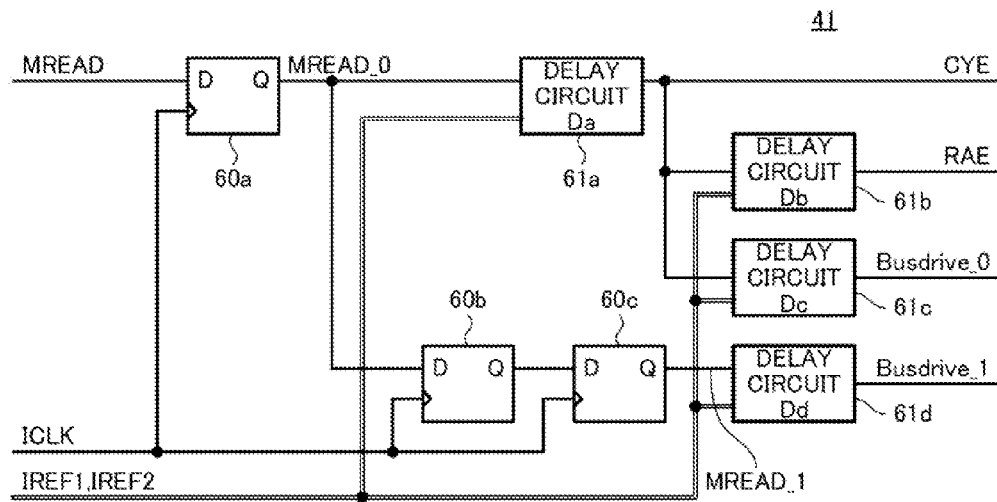 41
MREAD
D Q
MREAD_0
DELAY
CIRCUIT
Da
CYE
60a
61a
DELAY
CIRCUIT
Db
RAE
61b
DELAY
CIRCUIT
Dc
Busdrive_0
61c
60b
60c
D Q
D Q
DELAY
CIRCUIT
Dd
Busdrive_1
61d
ICLK
IREF1,IREF2
MREAD_1